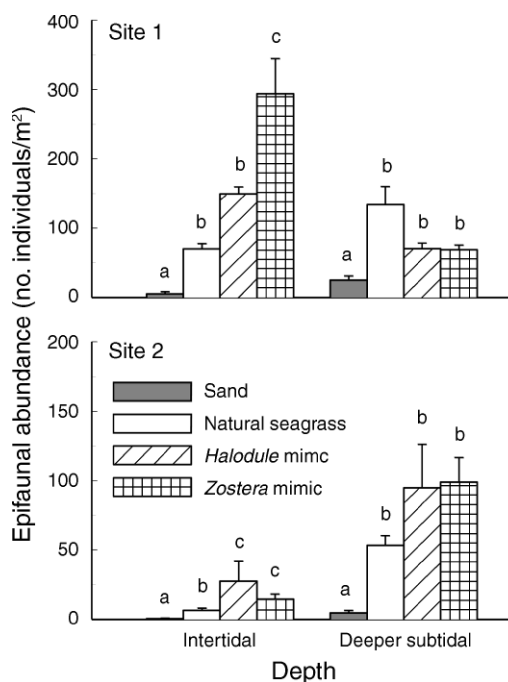 Epifaunal abundance (no. individuals/m²)
400
300
200
100
0
Site 1
a
b
b
c
a
b
b
b
200
150
100
50
0
Site 2
Sand
Natural seagrass
Halodule mimc
Zostera mimic
a
b
c
c
a
b
b
b
Intertidal
Deeper subtidal
Depth